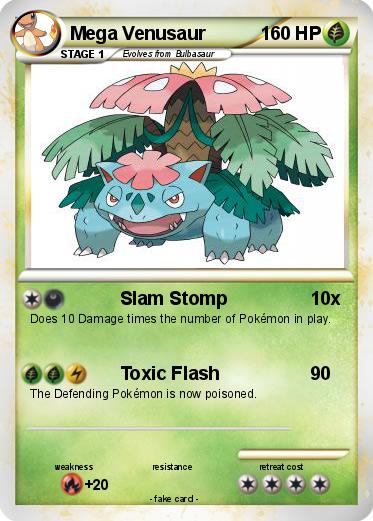 Mega Venusaur 160 HP
STAGE 1 Evolves from Bulbasaur
Slam Stomp 10x
Does 10 Damage times the number of Pokémon in play.
Toxic Flash 90
The Defending Pokémon is now poisoned.
weakness resistance retreat cost
+20
- fake card -